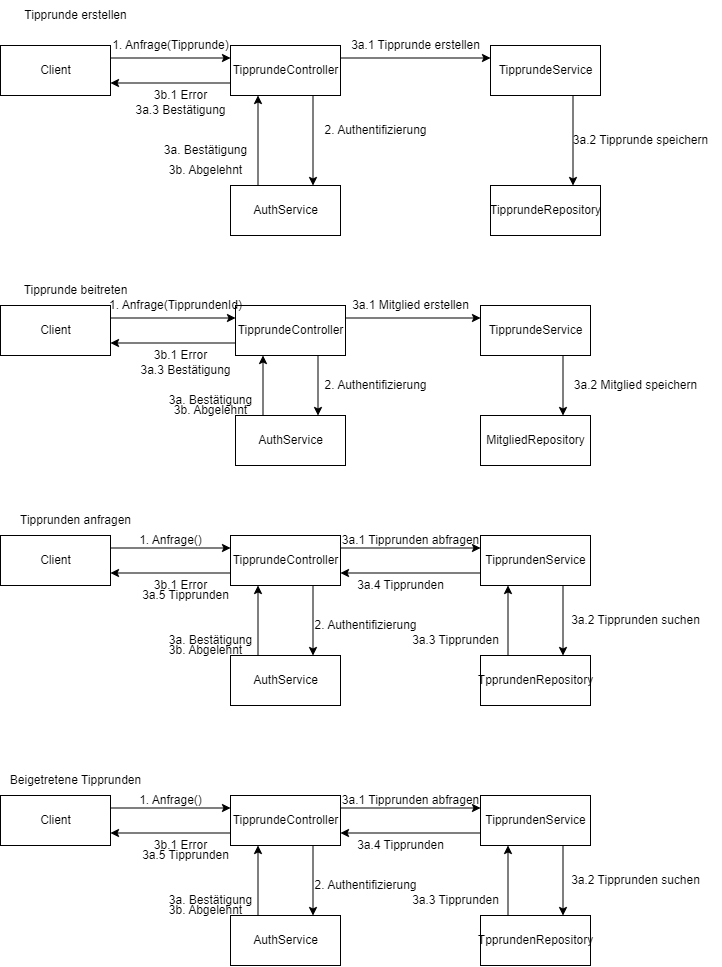 Tipprunde erstellen
1. Anfrage(Tipprunde)
3a.1 Tipprunde erstellen
Client
TipprundeController
TipprundeService
3b.1 Error
3a.3 Bestätigung
2. Authentifizierung
3a.2 Tipprunde speichern
3a. Bestätigung
3b. Abgelehnt
AuthService
TipprundeRepository
Tipprunde beitreten
1. Anfrage(TipprundenId)
3a.1 Mitglied erstellen
Client
TipprundeController
TipprundeService
3b.1 Error
3a.3 Bestätigung
2. Authentifizierung
3a.2 Mitglied speichern
3a. Bestätigung
3b. Abgelehnt
AuthService
MitgliedRepository
Tipprunden anfragen
1. Anfrage()
3a.1 Tipprunden abfragen
Client
TipprundeController
TipprundenService
3b.1 Error
3a.4 Tipprunden
3a.5 Tipprunden
2. Authentifizierung
3a.2 Tipprunden suchen
3a. Bestätigung
3a.3 Tipprunden
3b. Abgelehnt
AuthService
TpprundenRepository
Beigetretene Tipprunden
1. Anfrage()
3a.1 Tipprunden abfragen
Client
TipprundeController
TipprundenService
3b.1 Error
3a.4 Tipprunden
3a.5 Tipprunden
2. Authentifizierung
3a.2 Tipprunden suchen
3a. Bestätigung
3a.3 Tipprunden
3b. Abgelehnt
AuthService
TpprundenRepository